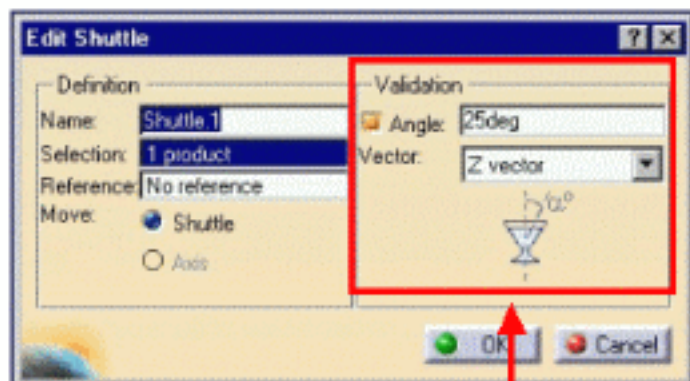 Edit Shuttle
Definition
Name: Shuttle.1
Selection: 1 product
Reference: No reference
Move: Shuttle
Axis
Validation
Angle: 25deg
Vector: Z vector
α°
OK Cancel